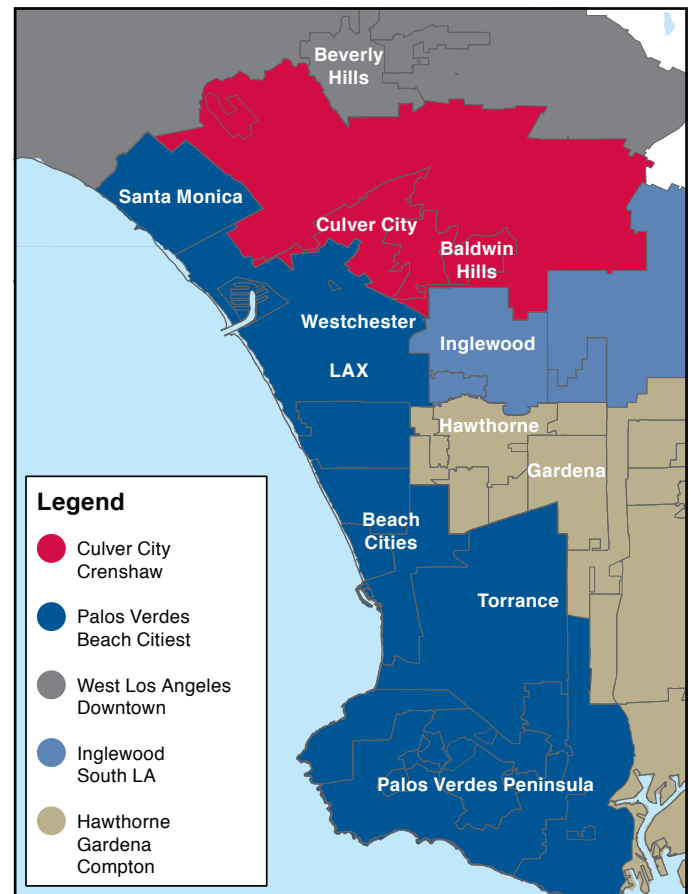 Beverly
Hills
Santa Monica
Culver City
Baldwin
Hills
Westchester
Inglewood
LAX
Hawthorne
Gardena
Beach
Cities
Torrance
Palos Verdes Peninsula
Legend
Culver City
Crenshaw
Palos Verdes
Beach Citiest
West Los Angeles
Downtown
Inglewood
South LA
Hawthorne
Gardena
Compton